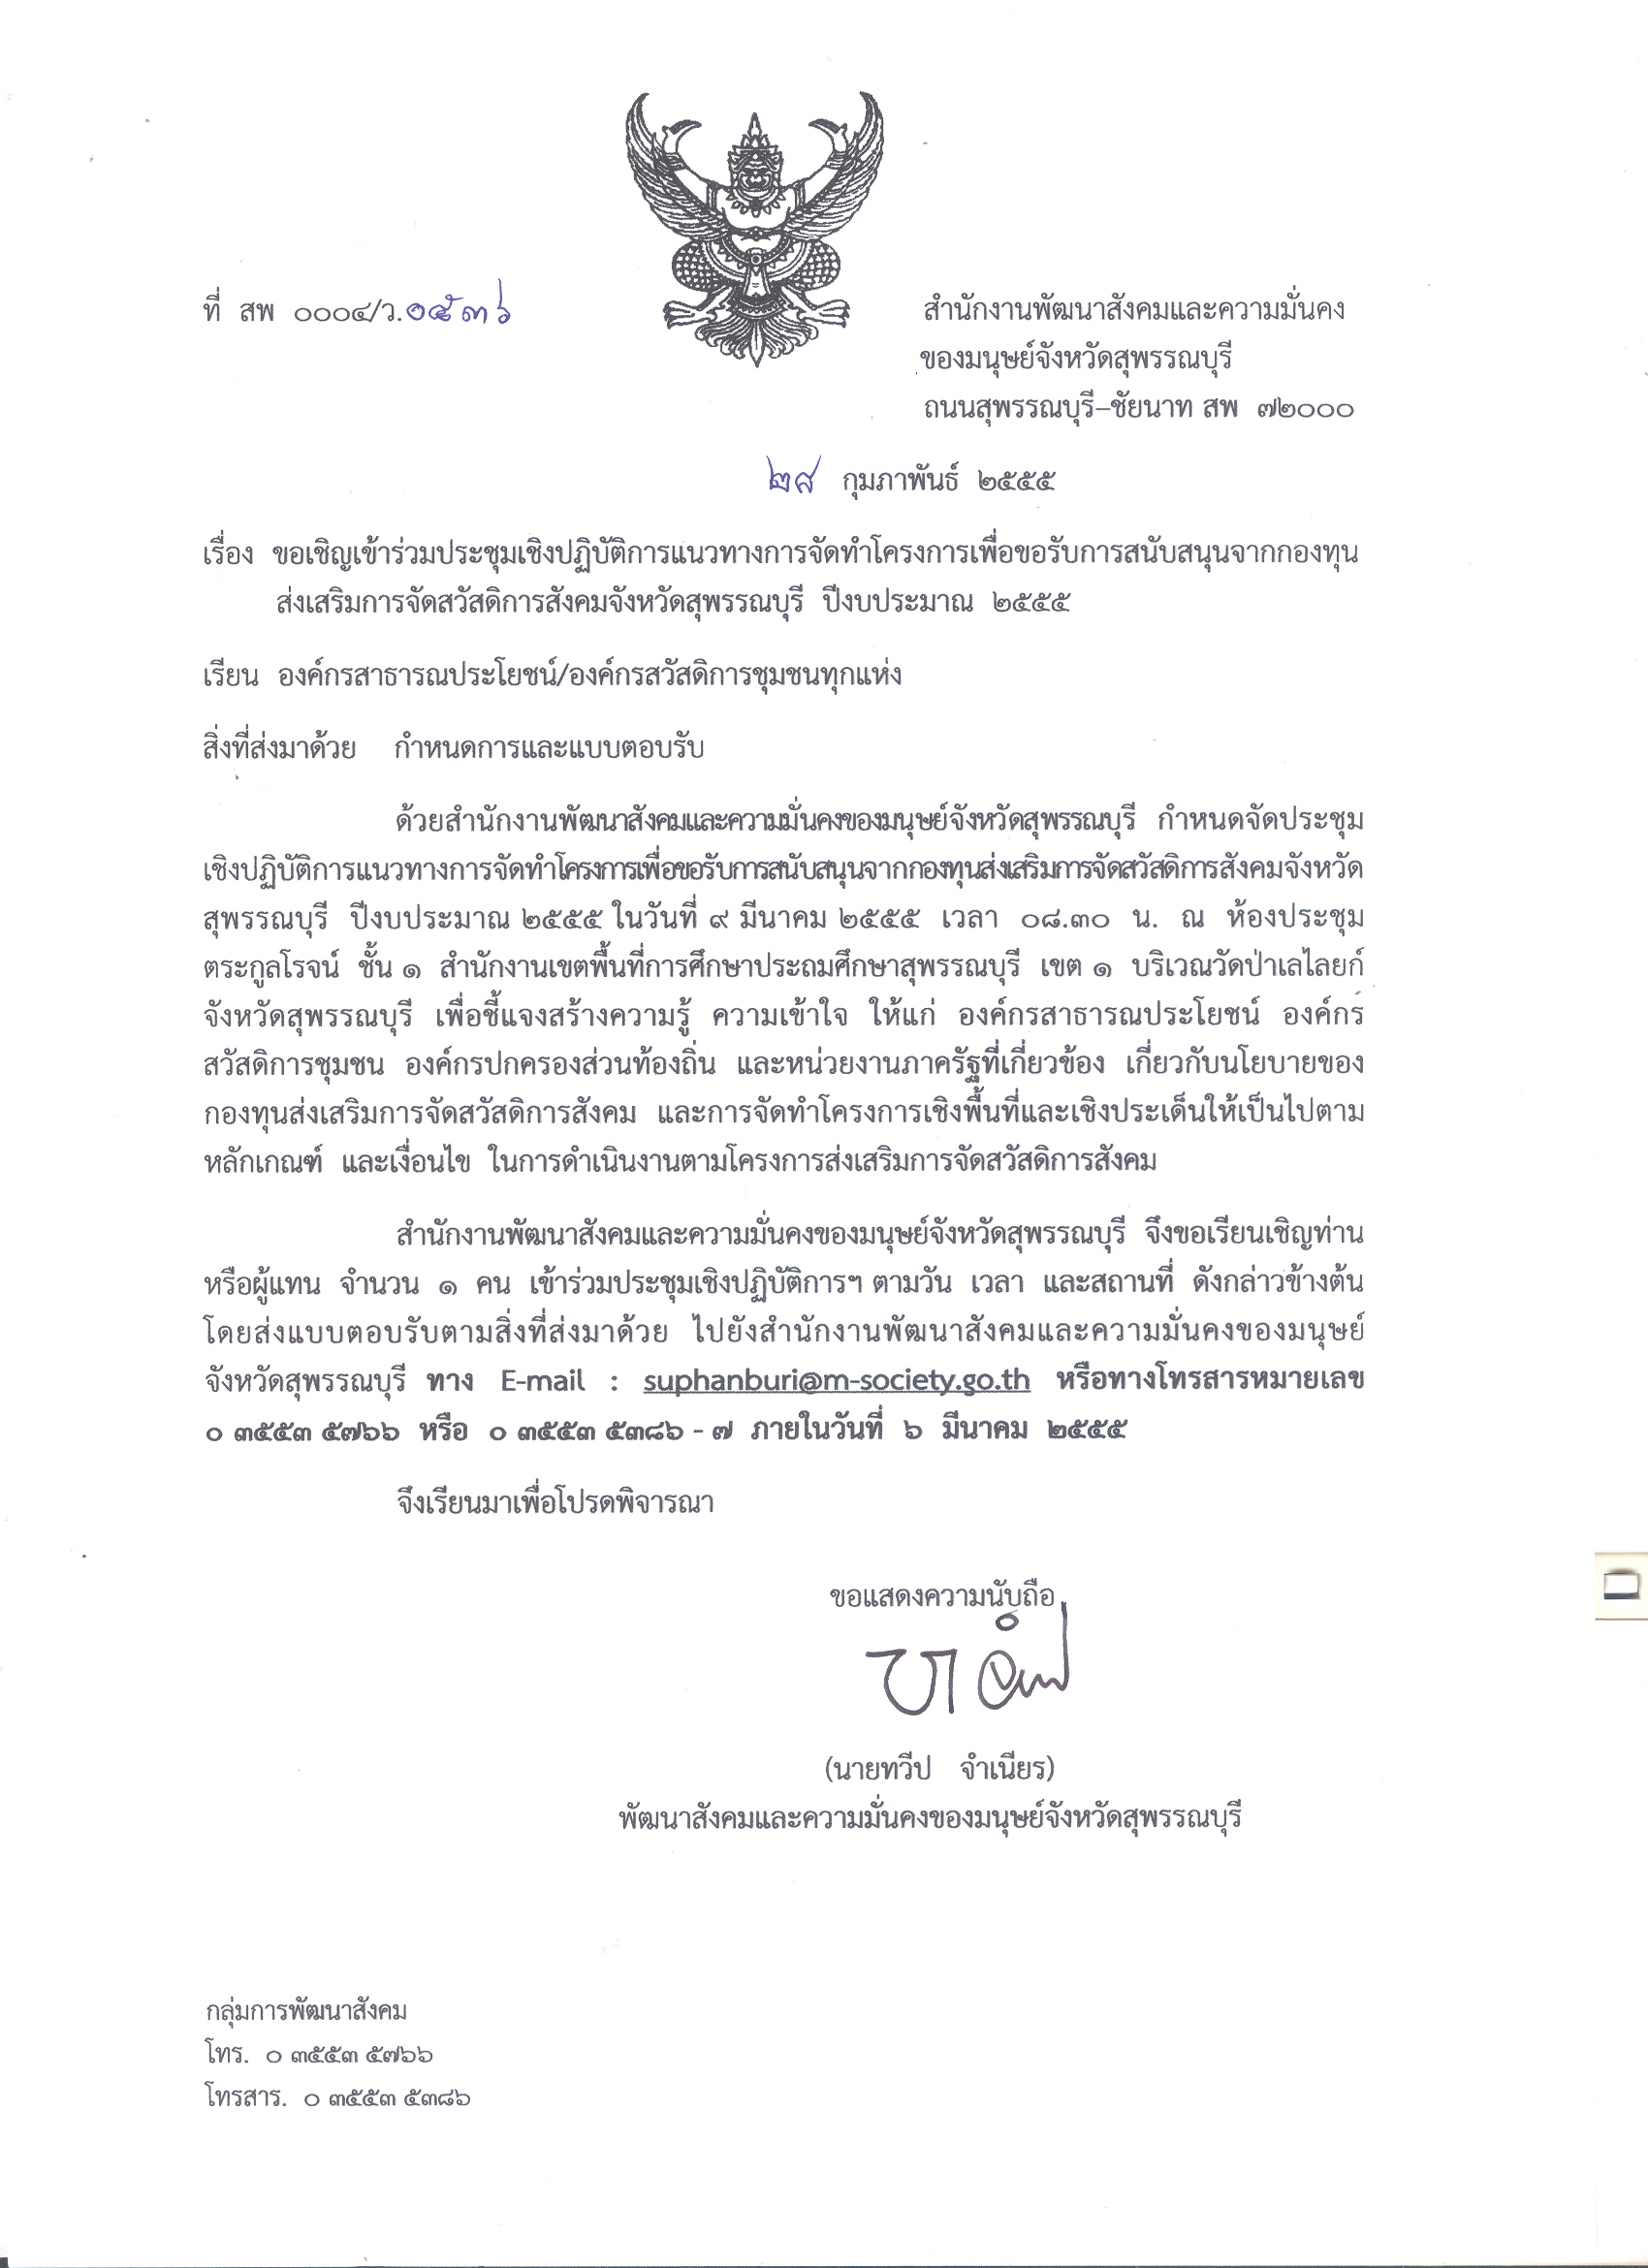 ที่ สพ ๐๐๐๔/ว.๑๕๓๖
สำนักงานพัฒนาสังคมและความมั่นคง
ของมนุษย์จังหวัดสุพรรณบุรี
ถนนสุพรรณบุรี–ชัยนาท สพ ๗๒๐๐๐
กุมภาพันธ์ ๒๕๕๕
เรื่อง ขอเชิญเข้าร่วมประชุมเชิงปฏิบัติการแนวทางการจัดทำโครงการเพื่อขอรับการสนับสนุนจากกองทุน
ส่งเสริมการจัดสวัสดิการสังคมจังหวัดสุพรรณบุรี ปีงบประมาณ ๒๕๕๕
เรียน องค์กรสาธารณประโยชน์/องค์กรสวัสดิการชุมชนทุกแห่ง
สิ่งที่ส่งมาด้วย กำหนดการและแบบตอบรับ
ด้วยสำนักงานพัฒนาสังคมและความมั่นคงของมนุษย์จังหวัดสุพรรณบุรี กำหนดจัดประชุม
เชิงปฏิบัติการแนวทางการจัดทำโครงการเพื่อขอรับการสนับสนุนจากกองทุนส่งเสริมการจัดสวัสดิการสังคมจังหวัด
สุพรรณบุรี ปีงบประมาณ ๒๕๕๕ ในวันที่ ๙ มีนาคม ๒๕๕๕ เวลา ๐๘.๓๐ น. ณ ห้องประชุม
ตระกูลโรจน์ ชั้น ๑ สำนักงานเขตพื้นที่การศึกษาประถมศึกษาสุพรรณบุรี เขต ๑ บริเวณวัดป่าเลไลยก์
จังหวัดสุพรรณบุรี เพื่อชี้แจงสร้างความรู้ ความเข้าใจ ให้แก่ องค์กรสาธารณประโยชน์ องค์กร
สวัสดิการชุมชน องค์กรปกครองส่วนท้องถิ่น และหน่วยงานภาครัฐที่เกี่ยวข้อง เกี่ยวกับนโยบายของ
กองทุนส่งเสริมการจัดสวัสดิการสังคม และการจัดทำโครงการเชิงพื้นที่และเชิงประเด็นให้เป็นไปตาม
หลักเกณฑ์ และเงื่อนไข ในการดำเนินงานตามโครงการส่งเสริมการจัดสวัสดิการสังคม
สำนักงานพัฒนาสังคมและความมั่นคงของมนุษย์จังหวัดสุพรรณบุรี จึงขอเรียนเชิญท่าน
หรือผู้แทน จำนวน ๑ คน เข้าร่วมประชุมเชิงปฏิบัติการฯ ตามวัน เวลา และสถานที่ ดังกล่าวข้างต้น
โดยส่งแบบตอบรับตามสิ่งที่ส่งมาด้วย ไปยังสำนักงานพัฒนาสังคมและความมั่นคงของมนุษย์
จังหวัดสุพรรณบุรี ทาง E-mail : suphanburi@m-society.go.th หรือทางโทรสารหมายเลข
๐ ๓๕๕๓ ๕๗๖๖ หรือ ๐ ๓๕๕๓ ๕๓๘๖ - ๗ ภายในวันที่ ๖ มีนาคม ๒๕๕๕
จึงเรียนมาเพื่อโปรดพิจารณา
ขอแสดงความนับถือ
(นายทวีป จำเนียร)
พัฒนาสังคมและความมั่นคงของมนุษย์จังหวัดสุพรรณบุรี
กลุ่มการพัฒนาสังคม
โทร. ๐ ๓๕๕๓ ๕๗๖๖
โทรสาร. ๐ ๓๕๕๓ ๕๓๘๖